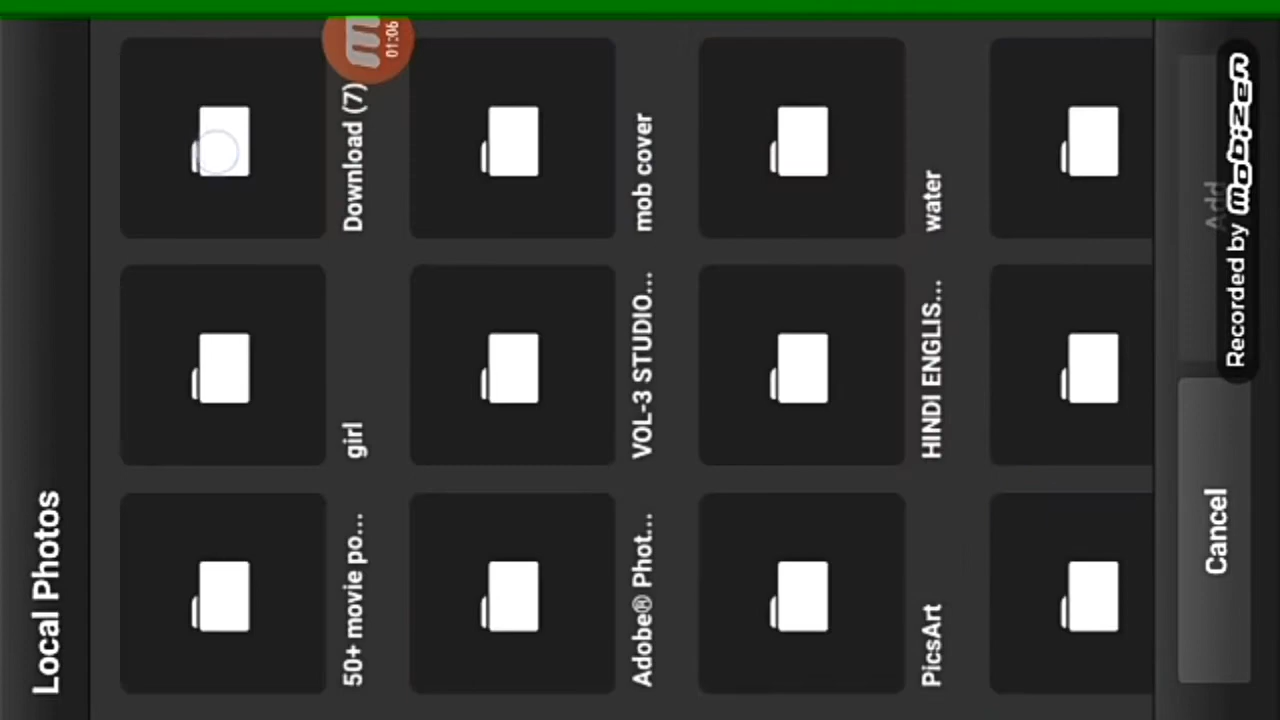 Local Photos
50+ movie po...
girl
Download (7)
Adobe® Phot...
VOL-3 STUDIO...
mob cover
PicsArt
HINDI ENGLIS...
water
Cancel
Add
Recorded by mobizen
01:06